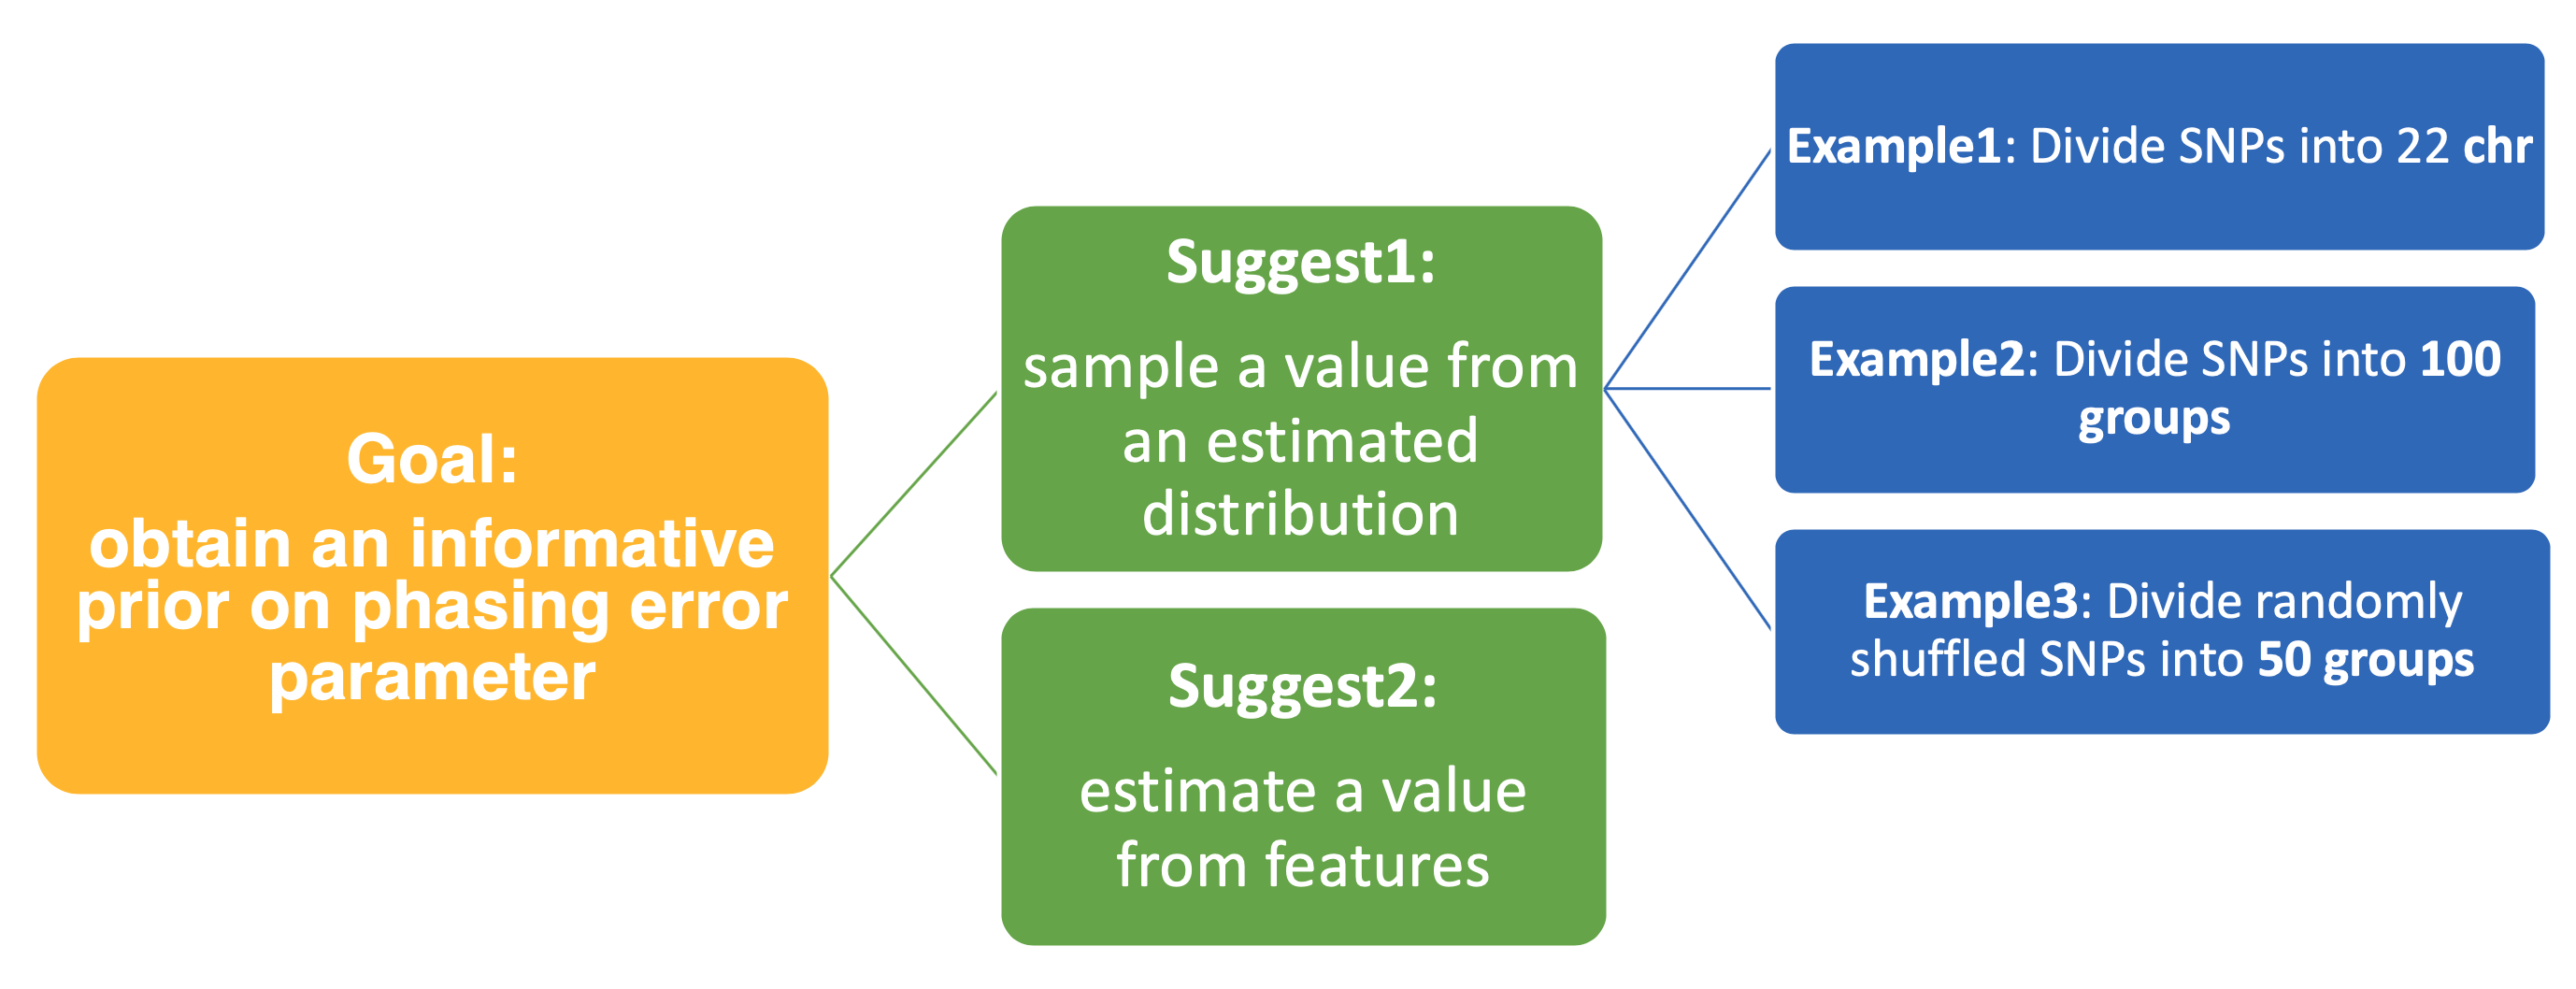 Goal:
obtain an informative
prior on phasing error
parameter
Suggest1:
sample a value from
an estimated
distribution
Suggest2:
estimate a value
from features
Example1: Divide SNPs into 22 chr
Example2: Divide SNPs into 100
groups
Example3: Divide randomly
shuffled SNPs into 50 groups